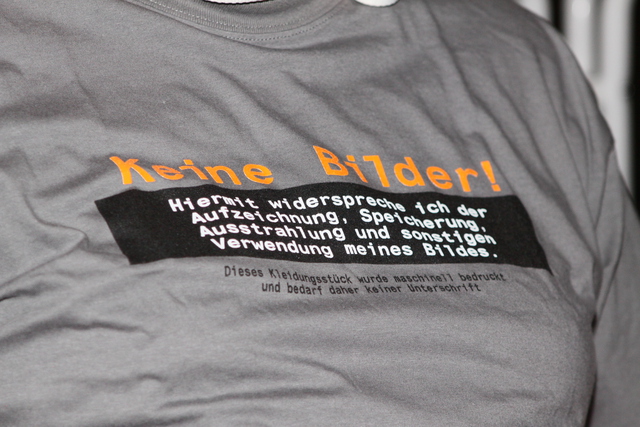 Keine Bilder!
Hiermit widerspreche ich der
Aufzeichnung, Speicherung,
Ausstrahlung und sonstigen
Verwendung meines Bildes.
Dieses Kleidungsstück wurde maschinell bedruckt
und bedarf daher keiner Unterschrift